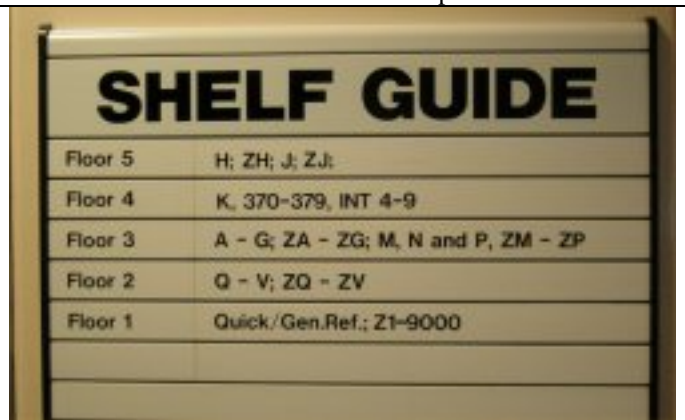 SHELF GUIDE
Floor 5 H; ZH; J; ZJ;
Floor 4 K, 370-379, INT 4-9
Floor 3 A - G; ZA - ZG; M, N and P, ZM - ZP
Floor 2 Q - V; ZQ - ZV
Floor 1 Quick/Gen.Ref.; Z1-9000